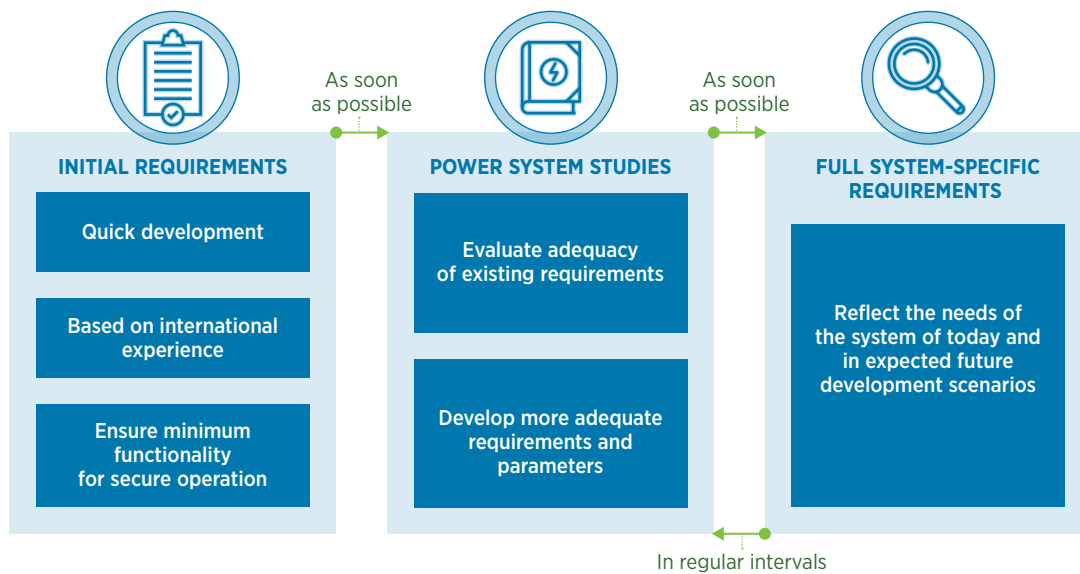 As soon
as possible
As soon
as possible
INITIAL REQUIREMENTS
Quick development
Based on international
experience
Ensure minimum
functionality
for secure operation
POWER SYSTEM STUDIES
Evaluate adequacy
of existing requirements
Develop more adequate
requirements and
parameters
FULL SYSTEM-SPECIFIC
REQUIREMENTS
Reflect the needs of
the system of today and
in expected future
development scenarios
In regular intervals